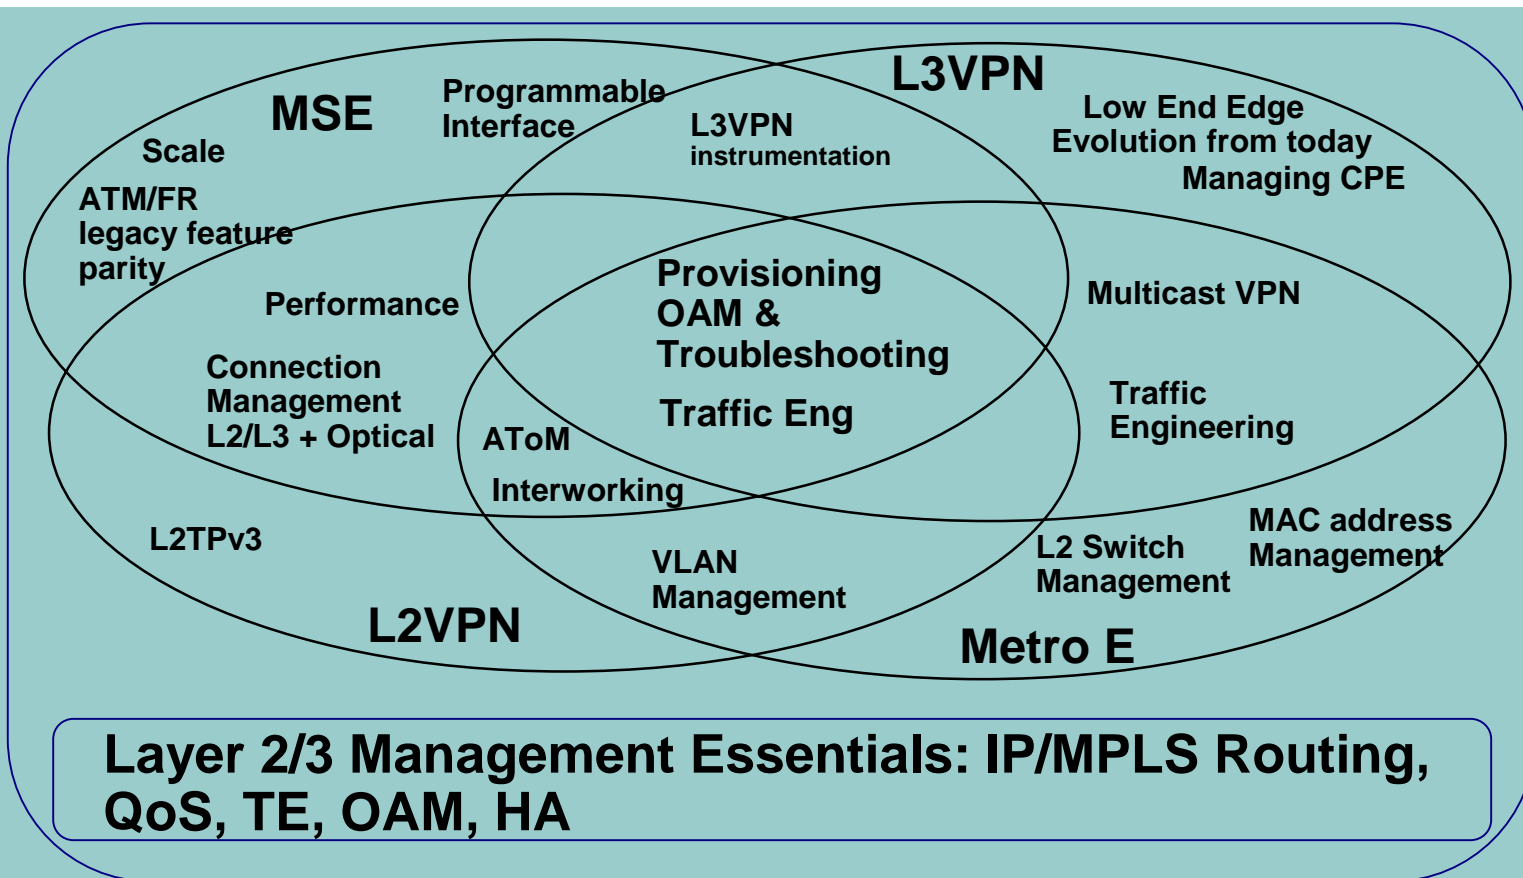 MSE
Programmable
Interface
L3VPN
Low End Edge
Evolution from today
Managing CPE
L3VPN
instrumentation
Scale
ATM/FR
legacy feature
parity
Performance
Provisioning
OAM &
Troubleshooting
Traffic Eng
Multicast VPN
Connection
Management
L2/L3 + Optical
AToM
Interworking
Traffic
Engineering
L2TPv3
VLAN
Management
L2 Switch
Management
MAC address
Management
L2VPN
Metro E
Layer 2/3 Management Essentials: IP/MPLS Routing,
QoS, TE, OAM, HA